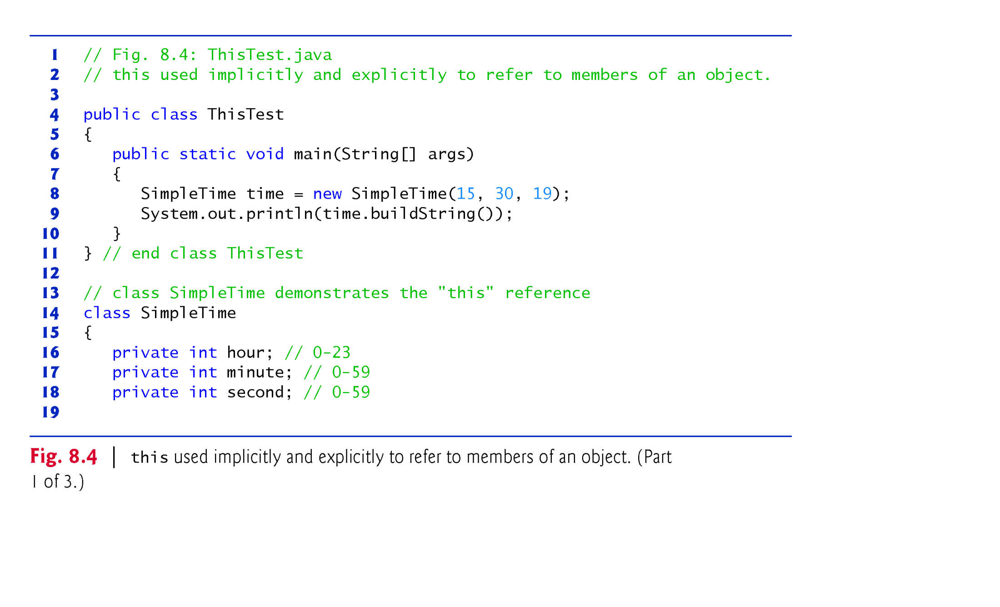 1 // Fig. 8.4: ThisTest.java
2 // this used implicitly and explicitly to refer to members of an object.
3
4 public class ThisTest
5 {
6    public static void main(String[] args)
7    {
8       SimpleTime time = new SimpleTime(15, 30, 19);
9       System.out.println(time.buildString());
10    }
11 } // end class ThisTest
12
13 // class SimpleTime demonstrates the "this" reference
14 class SimpleTime
15 {
16    private int hour; // 0-23
17    private int minute; // 0-59
18    private int second; // 0-59
19
Fig. 8.4 | this used implicitly and explicitly to refer to members of an object. (Part
1 of 3.)